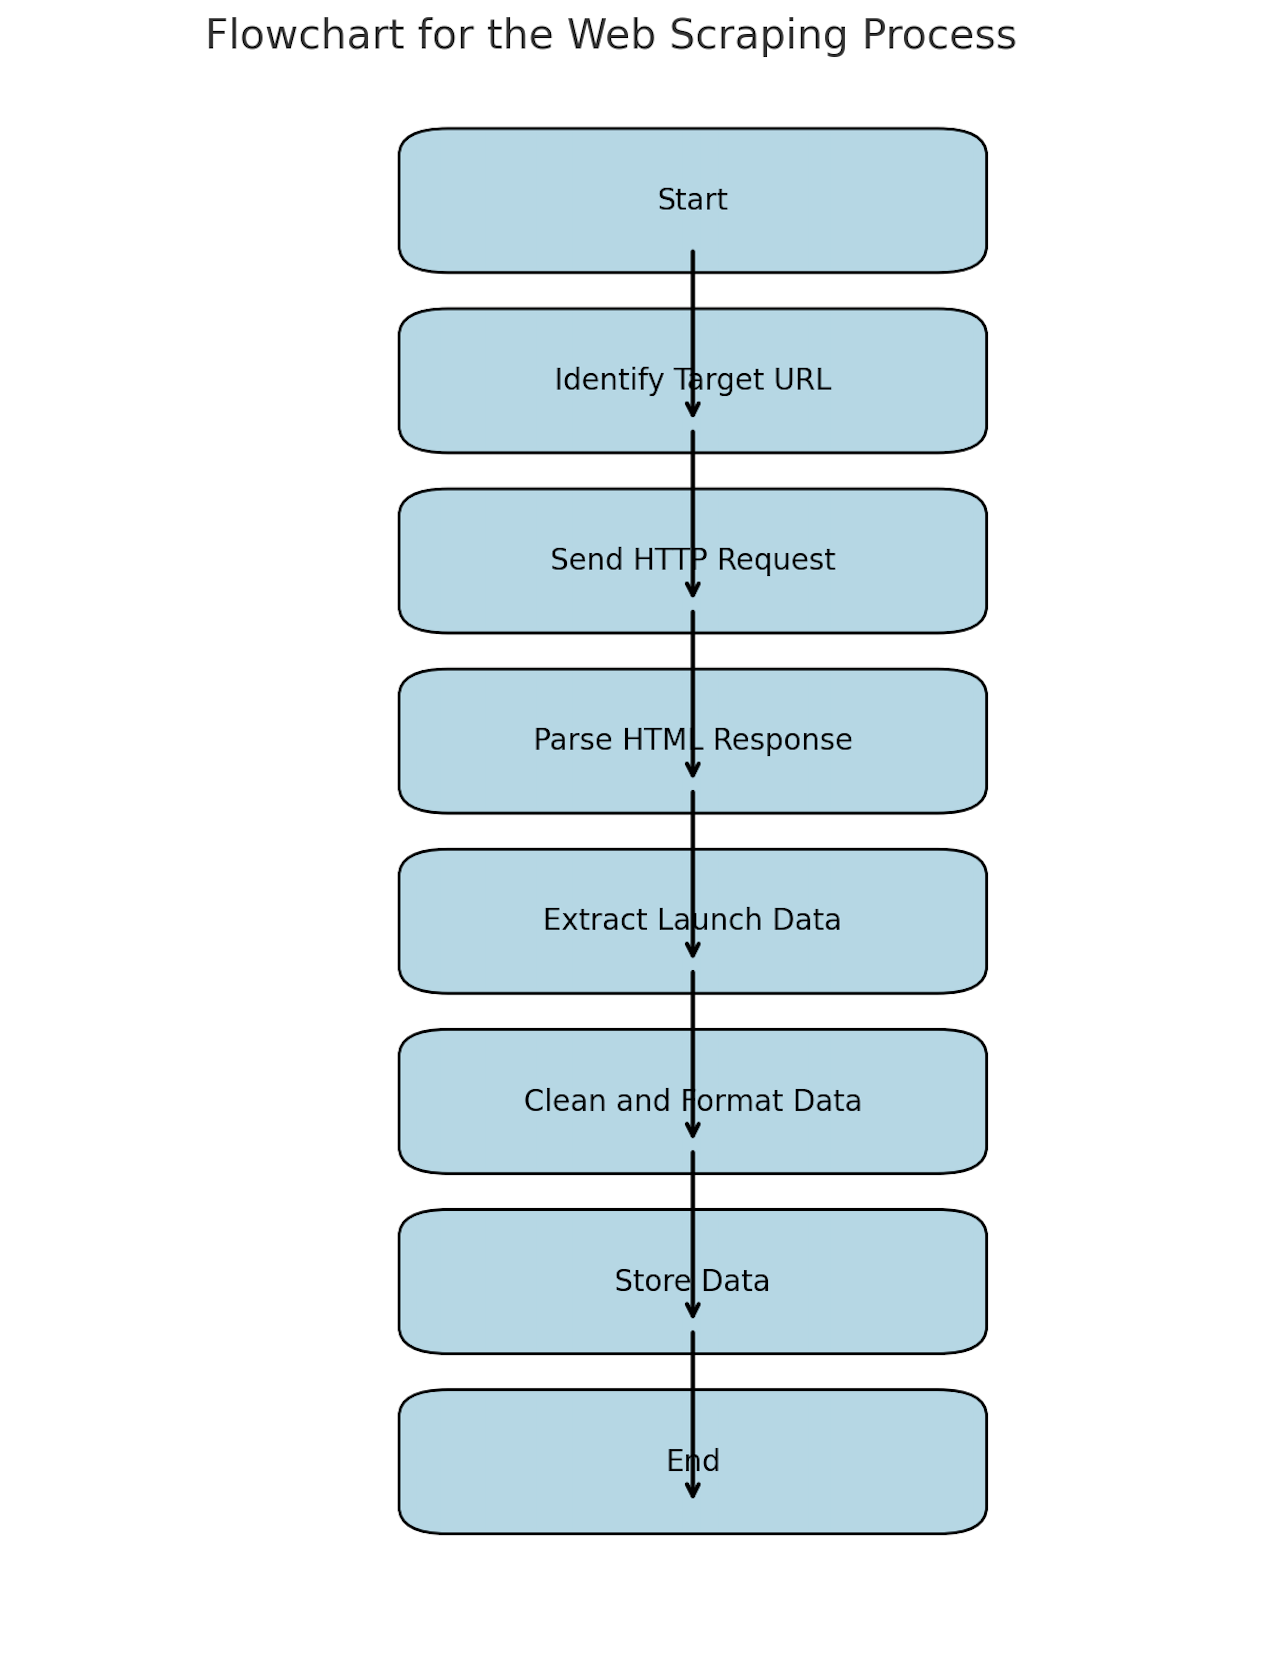 Flowchart for the Web Scraping Process
Start
Identify Target URL
Send HTTP Request
Parse HTML Response
Extract Launch Data
Clean and Format Data
Store Data
End